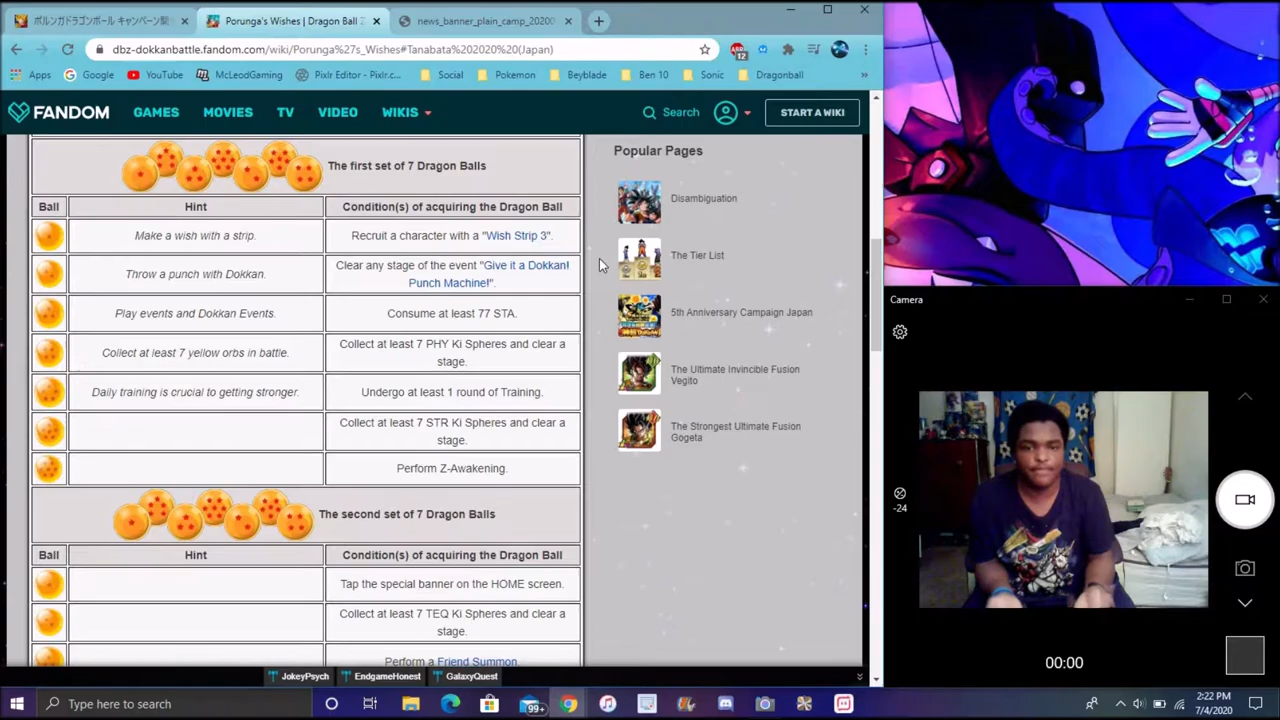 ポルンガドラゴンボール キャンペーン開
Porunga's Wishes | Dragon Ball Z
news_banner_plain_camp_20200
dbz-dokkanbattle.fandom.com/wiki/Porunga%27s_Wishes#Tanabata%202020%20(Japan)
ABP
12
Apps
Google
YouTube
McLeodGaming
Pixlr Editor - Pixlr.c...
Social
Pokemon
Beyblade
Ben 10
Sonic
Dragonball
FANDOM
GAMES
MOVIES
TV
VIDEO
WIKIS
Search
START A WIKI
The first set of 7 Dragon Balls
Ball Hint Condition(s) of acquiring the Dragon Ball
Make a wish with a strip. Recruit a character with a "Wish Strip 3".
Throw a punch with Dokkan. Clear any stage of the event "Give it a Dokkan!
Punch Machine!".
Play events and Dokkan Events. Consume at least 77 STA.
Collect at least 7 yellow orbs in battle. Collect at least 7 PHY Ki Spheres and clear a
stage.
Daily training is crucial to getting stronger. Undergo at least 1 round of Training.
Collect at least 7 STR Ki Spheres and clear a
stage.
Perform Z-Awakening.
The second set of 7 Dragon Balls
Ball Hint Condition(s) of acquiring the Dragon Ball
Tap the special banner on the HOME screen.
Collect at least 7 TEQ Ki Spheres and clear a
stage.
Perform a Friend Summon.
Popular Pages
Disambiguation
The Tier List
5th Anniversary Campaign Japan
The Ultimate Invincible Fusion
Vegito
The Strongest Ultimate Fusion
Gogeta
JokeyPsych
EndgameHonest
GalaxyQuest
Camera
-24
00:00
Type here to search
99+
2:22 PM
7/4/2020